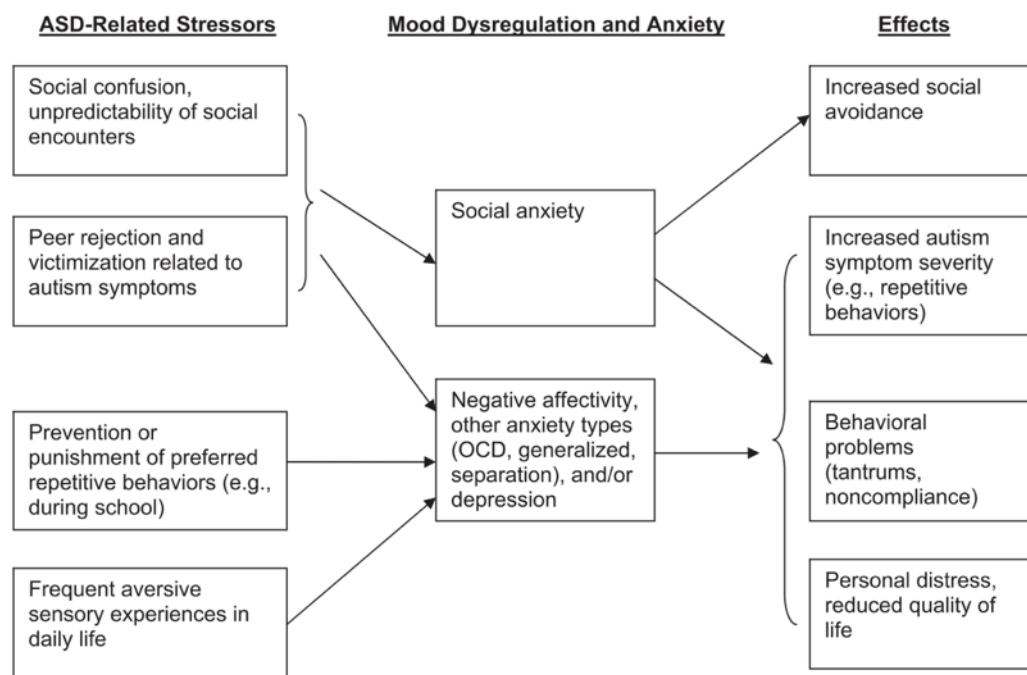 ASD-Related Stressors
Mood Dysregulation and Anxiety
Effects
Social confusion,
unpredictability of social
encounters
Peer rejection and
victimization related to
autism symptoms
Prevention or
punishment of preferred
repetitive behaviors (e.g.,
during school)
Frequent aversive
sensory experiences in
daily life
Social anxiety
Negative affectivity,
other anxiety types
(OCD, generalized,
separation), and/or
depression
Increased social
avoidance
Increased autism
symptom severity
(e.g., repetitive
behaviors)
Behavioral
problems
(tantrums,
noncompliance)
Personal distress,
reduced quality of
life